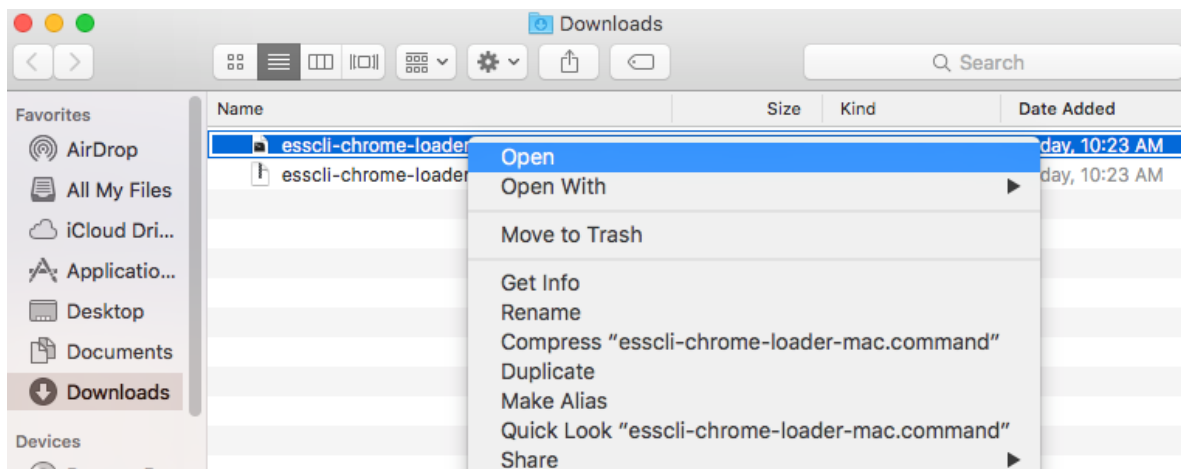 Downloads
Search
Favorites
AirDrop
All My Files
iCloud Dri...
Applicatio...
Desktop
Documents
Downloads
Devices
Name Size Kind Date Added
esscli-chrome-loader day, 10:23 AM
esscli-chrome-loader day, 10:23 AM
Open
Open With
Move to Trash
Get Info
Rename
Compress “esscli-chrome-loader-mac.command”
Duplicate
Make Alias
Quick Look “esscli-chrome-loader-mac.command”
Share